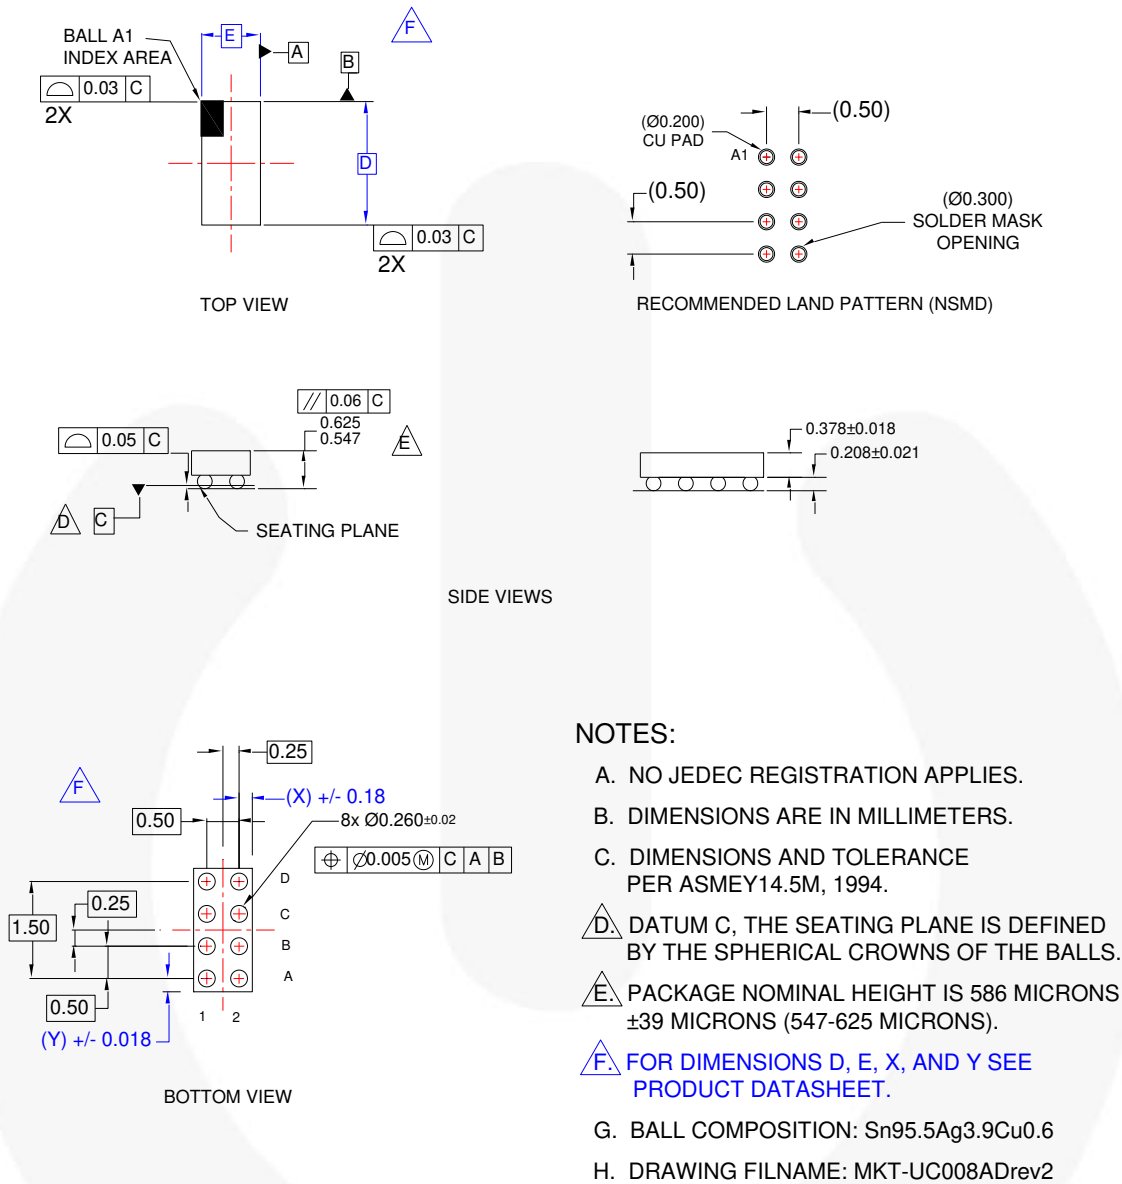 BALL A1
INDEX AREA
E
A
F
B
0.03 C
2X
D
0.03 C
2X
TOP VIEW
(0.50)
(Ø0.200)
CU PAD
A1
(0.50)
(Ø0.300)
SOLDER MASK
OPENING
RECOMMENDED LAND PATTERN (NSMD)
// 0.06 C
0.625
0.547
E
0.05 C
D
C
SEATING PLANE
0.378±0.018
0.208±0.021
SIDE VIEWS
F
0.25
(X) +/- 0.18
0.50
8x Ø0.260±0.02
⌖ Ø0.005Ⓜ C A B
D
C
B
A
0.25
1.50
0.50
1 2
(Y) +/- 0.018
BOTTOM VIEW
NOTES:
A. NO JEDEC REGISTRATION APPLIES.
B. DIMENSIONS ARE IN MILLIMETERS.
C. DIMENSIONS AND TOLERANCE
PER ASMEY14.5M, 1994.
D. DATUM C, THE SEATING PLANE IS DEFINED
BY THE SPHERICAL CROWNS OF THE BALLS.
E. PACKAGE NOMINAL HEIGHT IS 586 MICRONS
±39 MICRONS (547-625 MICRONS).
F. FOR DIMENSIONS D, E, X, AND Y SEE
PRODUCT DATASHEET.
G. BALL COMPOSITION: Sn95.5Ag3.9Cu0.6
H. DRAWING FILNAME: MKT-UC008ADrev2